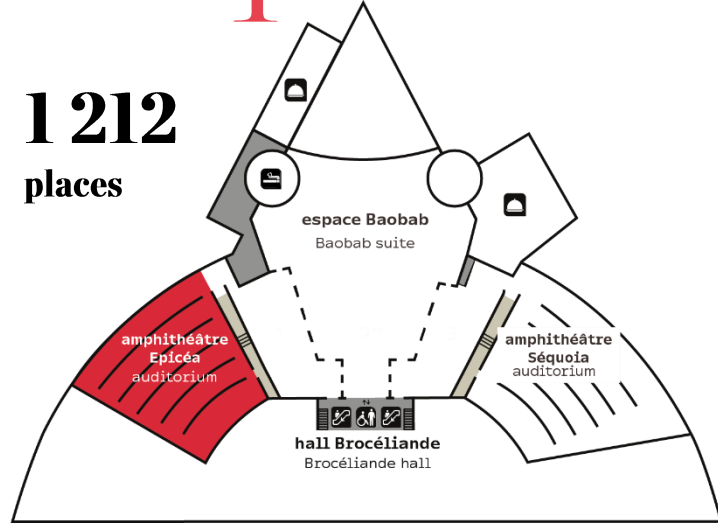 1 212
places
espace Baobab
Baobab suite
amphithéâtre
Epicéa
auditorium
amphithéâtre
Séquoia
auditorium
hall Brocéliande
Brocéliande hall